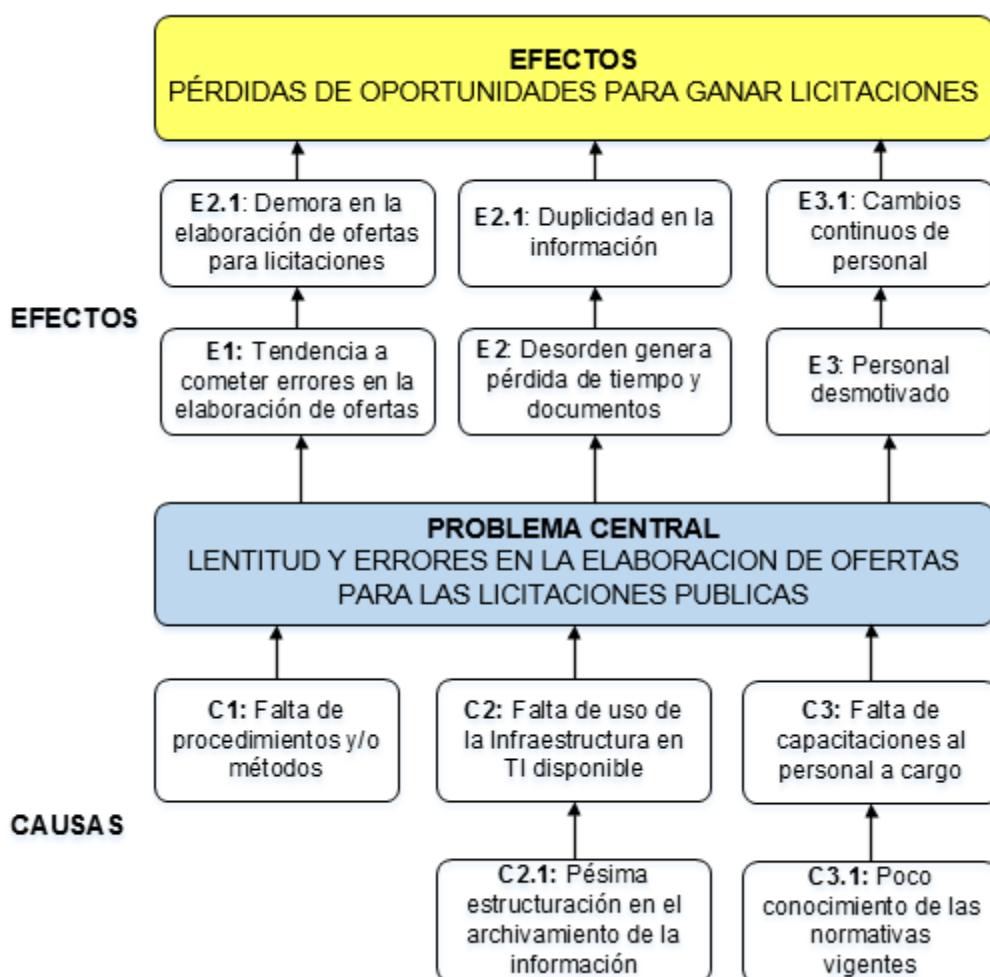 EFECTOS
PÉRDIDAS DE OPORTUNIDADES PARA GANAR LICITACIONES
E2.1: Demora en la
elaboración de ofertas
para licitaciones
E2.1: Duplicidad en la
información
E3.1: Cambios
continuos de
personal
EFECTOS
E1: Tendencia a
cometer errores en la
elaboración de ofertas
E2: Desorden genera
pérdida de tiempo y
documentos
E3: Personal
desmotivado
PROBLEMA CENTRAL
LENTITUD Y ERRORES EN LA ELABORACION DE OFERTAS
PARA LAS LICITACIONES PUBLICAS
C1: Falta de
procedimientos y/o
métodos
C2: Falta de uso de
la Infraestructura en
TI disponible
C3: Falta de
capacitaciones al
personal a cargo
CAUSAS
C2.1: Pésima
estructuración en el
archivamiento de la
información
C3.1: Poco
conocimiento de las
normativas
vigentes